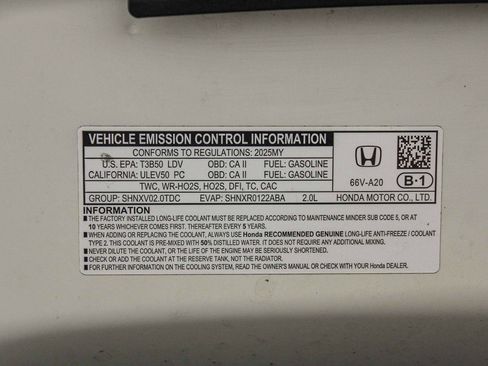 VEHICLE EMISSION CONTROL INFORMATION
CONFORMS TO REGULATIONS: 2025MY
U.S. EPA: T3B50 LDV OBD: CA II FUEL: GASOLINE
CALIFORNIA: ULEV50 PC OBD: CA II FUEL: GASOLINE
TWC, WR-HO2S, HO2S, DFI, TC, CAC
66V-A20 B·1
GROUP: SHNXV02.0TDC EVAP: SHNXR0122ABA 2.0L HONDA MOTOR CO., LTD.
INFORMATION
THE FACTORY INSTALLED LONG-LIFE COOLANT MUST BE REPLACED ACCORDING TO MAINTENANCE MINDER SUB CODE 5, OR AT
10 YEARS WHICHEVER COMES FIRST. THEREAFTER EVERY 5 YEARS.
WHEN ADDING OR REPLACING THE COOLANT, ALWAYS USE Honda RECOMMENDED GENUINE LONG-LIFE ANTI-FREEZE / COOLANT
TYPE 2. THIS COOLANT IS PRE-MIXED WITH 50% DISTILLED WATER. IT DOES NOT REQUIRE ANY ADDITIONAL MIXING.
NEVER DILUTE THE COOLANT, OR THE ENGINE MAY BE SERIOUSLY DAMAGED.
CHECK OR ADD THE COOLANT AT THE RESERVE TANK, NOT THE RADIATOR.
FOR FURTHER INFORMATION ON THE COOLING SYSTEM, READ THE OWNER'S MANUAL OR CHECK WITH YOUR Honda DEALER.